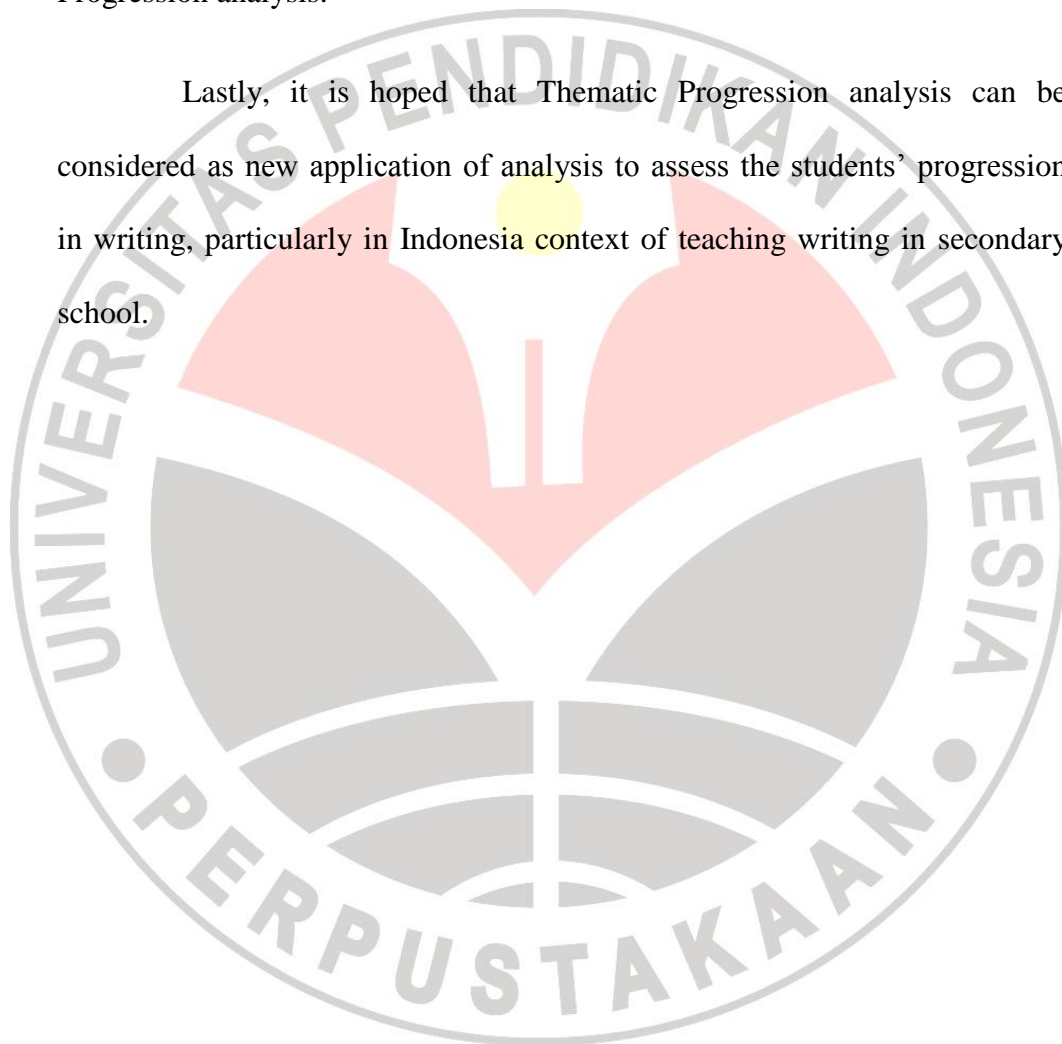 Progression analysis.
Lastly, it is hoped that Thematic Progression analysis can be
considered as new application of analysis to assess the students’ progression
in writing, particularly in Indonesia context of teaching writing in secondary
school.
UNIVERSITAS PENDIDIKAN INDONESIA
PERPUSTAKAAN